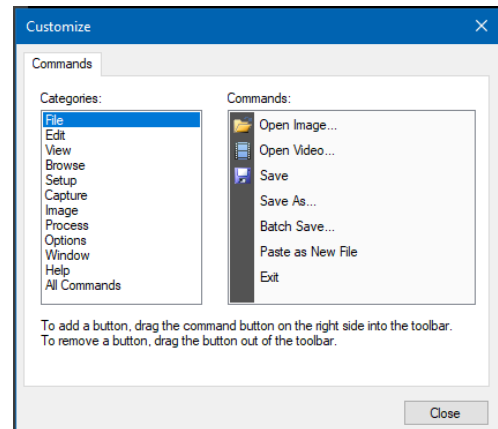 Customize
Commands
Categories:
File
Edit
View
Browse
Setup
Capture
Image
Process
Options
Window
Help
All Commands
Commands:
Open Image...
Open Video...
Save
Save As...
Batch Save...
Paste as New File
Exit
To add a button, drag the command button on the right side into the toolbar.
To remove a button, drag the button out of the toolbar.
Close